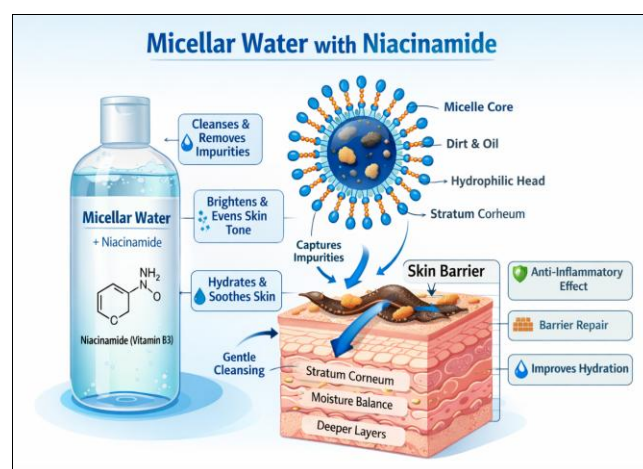 Micellar Water with Niacinamide
Cleanses &
Removes
Impurities
Brightens &
Evens Skin
Tone
Hydrates &
Soothes Skin
Micellar Water
+ Niacinamide
NH₂
N
O
C
Niacinamide (Vitamin B3)
Micelle Core
Dirt & Oil
Hydrophilic Head
Stratum Corheum
Captures
Impurities
Skin Barrier
Gentle
Cleansing
Stratum Corneum
Moisture Balance
Deeper Layers
Anti-Inflammatory
Effect
Barrier Repair
Improves Hydration